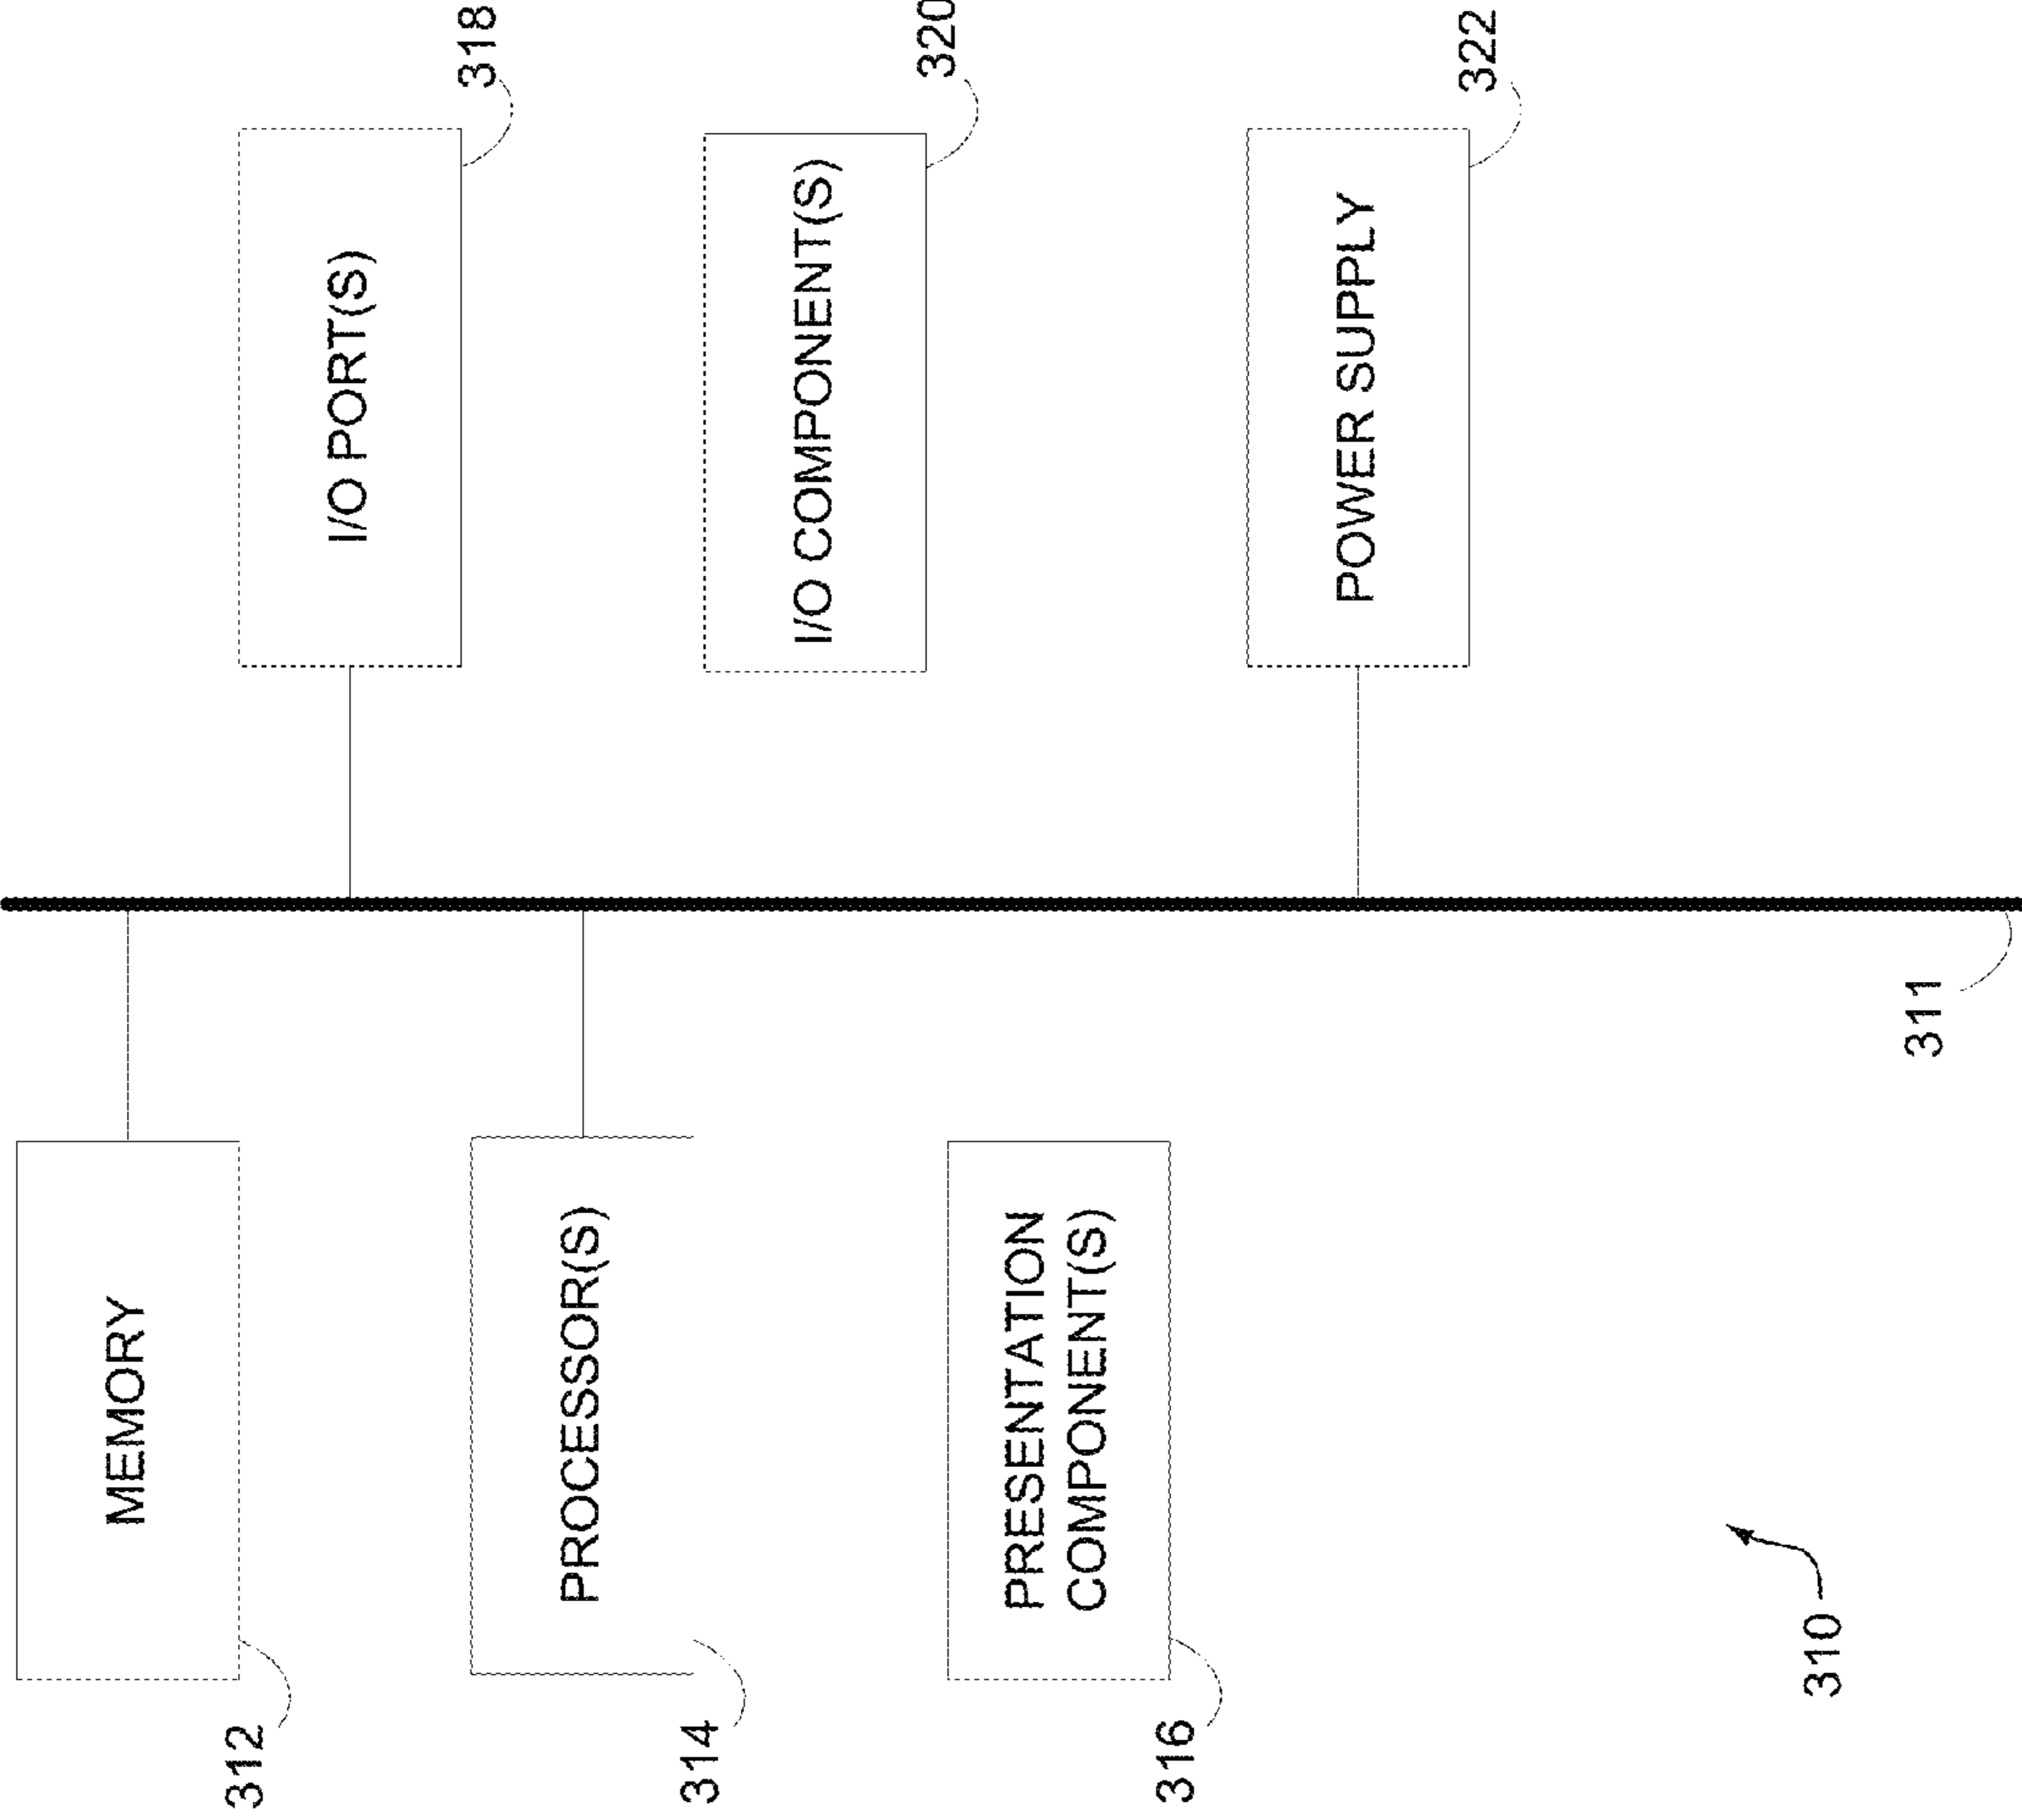 MEMORY
312
PROCESSOR(S)
314
PRESENTATION
COMPONENT(S)
316
310
311
I/O PORT(S)
318
I/O COMPONENT(S)
320
POWER SUPPLY
322